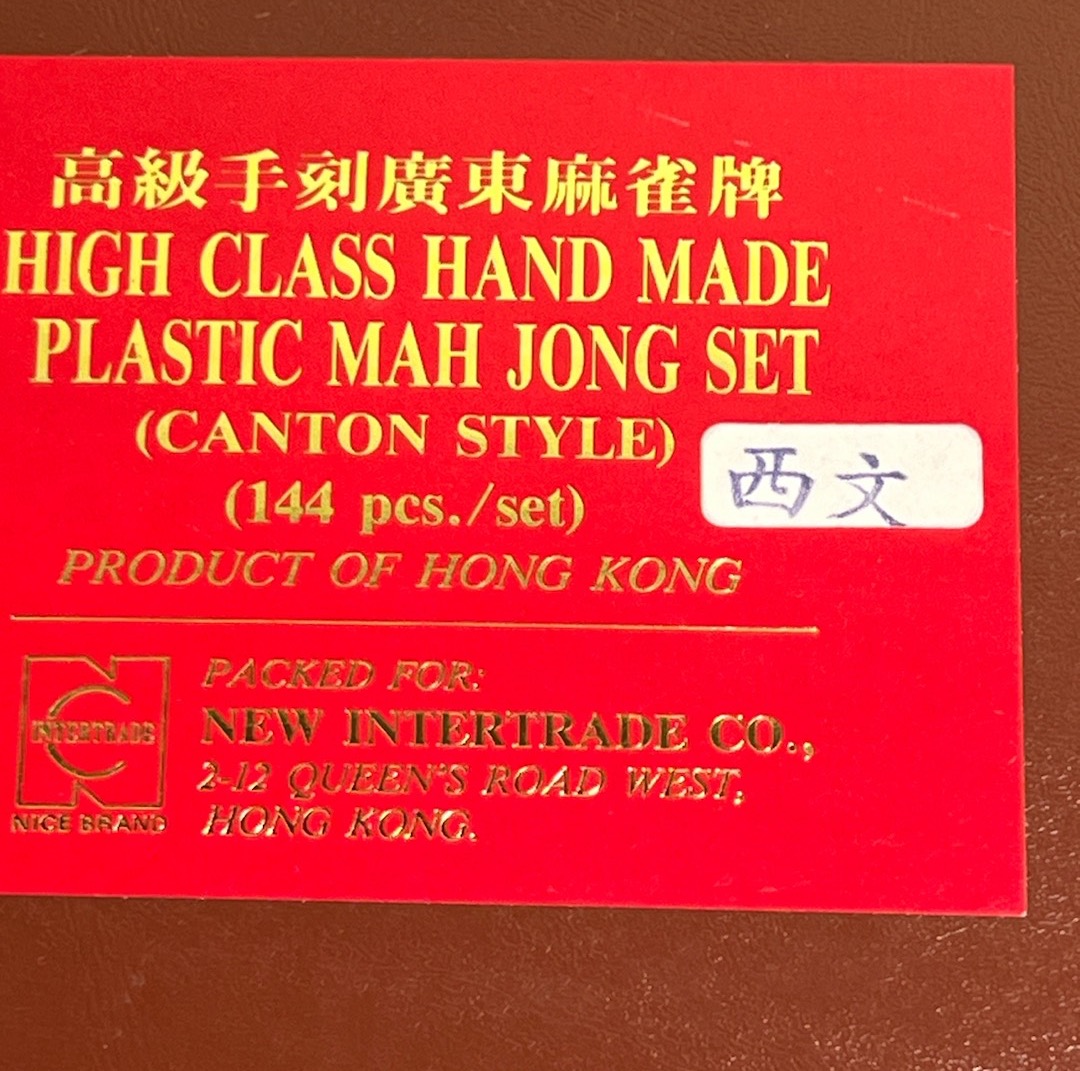 高級手刻廣東麻雀牌
HIGH CLASS HAND MADE
PLASTIC MAH JONG SET
(CANTON STYLE)
西文
(144 pcs./set)
PRODUCT OF HONG KONG
INTERTRADE
NICE BRAND
PACKED FOR:
NEW INTERTRADE CO.,
2-12 QUEEN'S ROAD WEST,
HONG KONG.